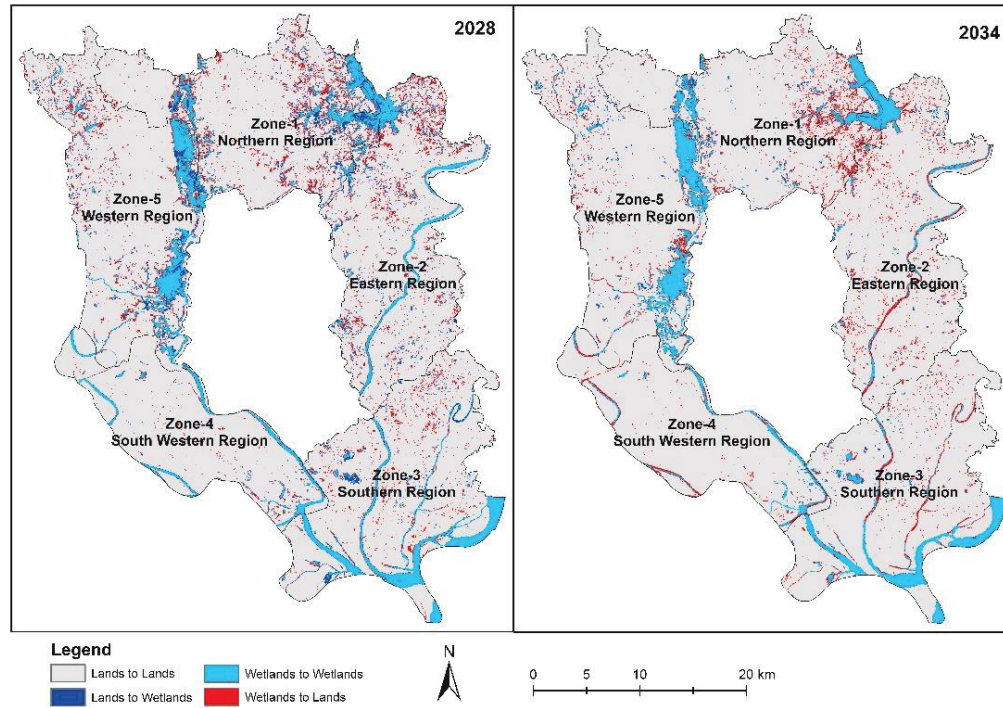 2028
Zone-1
Northern Region
Zone-5
Western Region
Zone-2
Eastern Region
Zone-4
South Western Region
Zone-3
Southern Region
2034
Zone-1
Northern Region
Zone-5
Western Region
Zone-2
Eastern Region
Zone-4
South Western Region
Zone-3
Southern Region
Legend
Lands to Lands
Wetlands to Wetlands
Lands to Wetlands
Wetlands to Lands
N
0 5 10 20 km